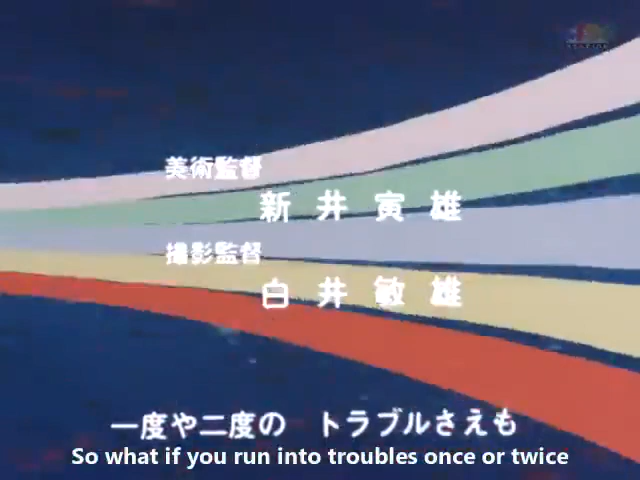 美術監督
新井寅雄
撮影監督
白井敏雄
一度や二度の トラブルさえも
So what if you run into troubles once or twice